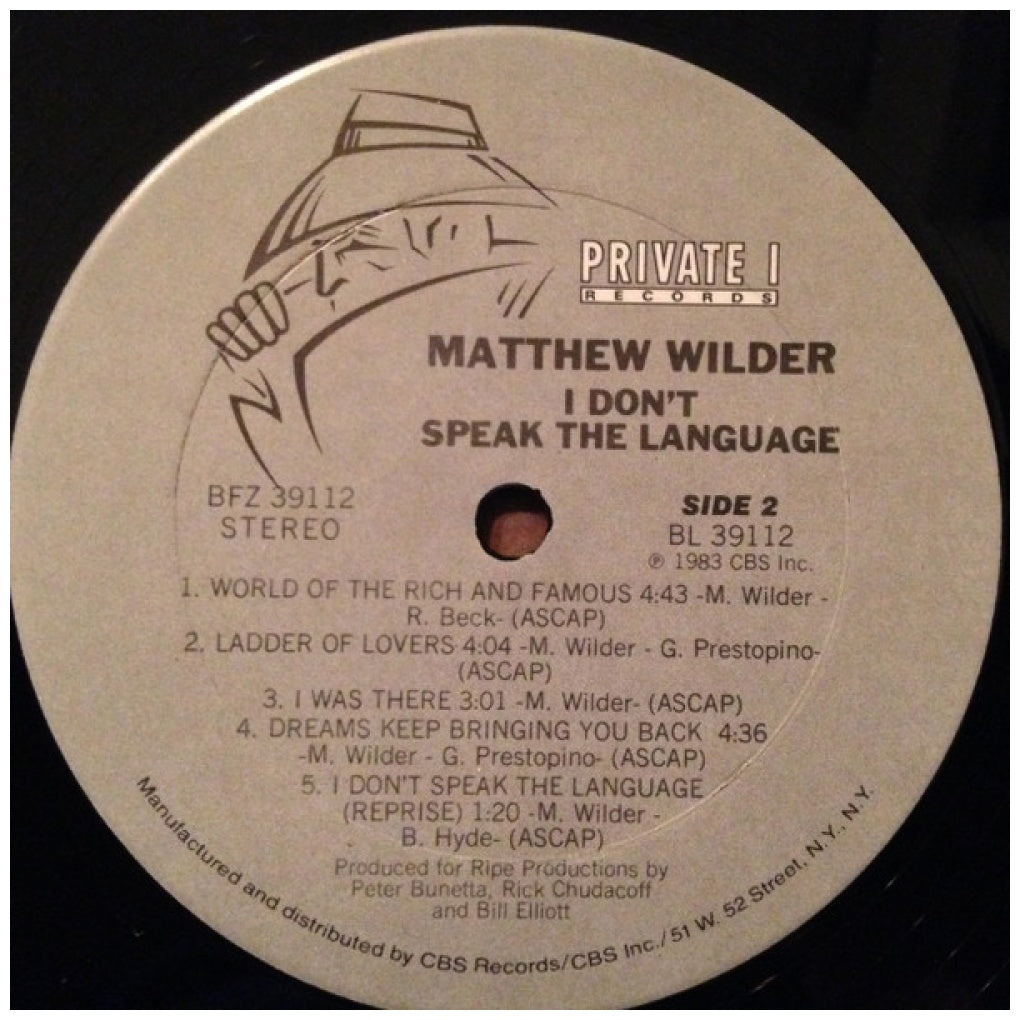 PRIVATE I
RECORDS
MATTHEW WILDER
I DON'T
SPEAK THE LANGUAGE
BFZ 39112
STEREO
SIDE 2
BL 39112
℗ 1983 CBS Inc.
1. WORLD OF THE RICH AND FAMOUS 4:43 -M. Wilder -
R. Beck- (ASCAP)
2. LADDER OF LOVERS 4:04 -M. Wilder - G. Prestopino-
(ASCAP)
3. I WAS THERE 3:01 -M. Wilder- (ASCAP)
4. DREAMS KEEP BRINGING YOU BACK 4:36
-M. Wilder - G. Prestopino- (ASCAP)
5. I DON'T SPEAK THE LANGUAGE
(REPRISE) 1:20 -M. Wilder -
B. Hyde- (ASCAP)
Produced for Ripe Productions by
Peter Bunetta, Rick Chudacoff
and Bill Elliott
Manufactured and distributed by CBS Records/CBS Inc./51 W. 52 Street, N.Y., N.Y.